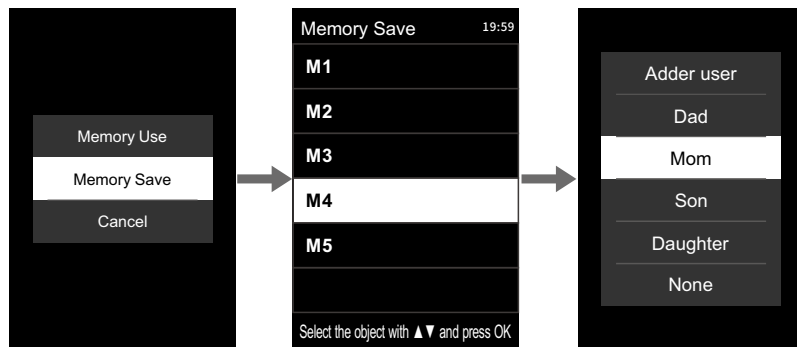 Memory Use
Memory Save
Cancel
Memory Save 19:59
M1
M2
M3
M4
M5
Select the object with ▲▼ and press OK
Adder user
Dad
Mom
Son
Daughter
None